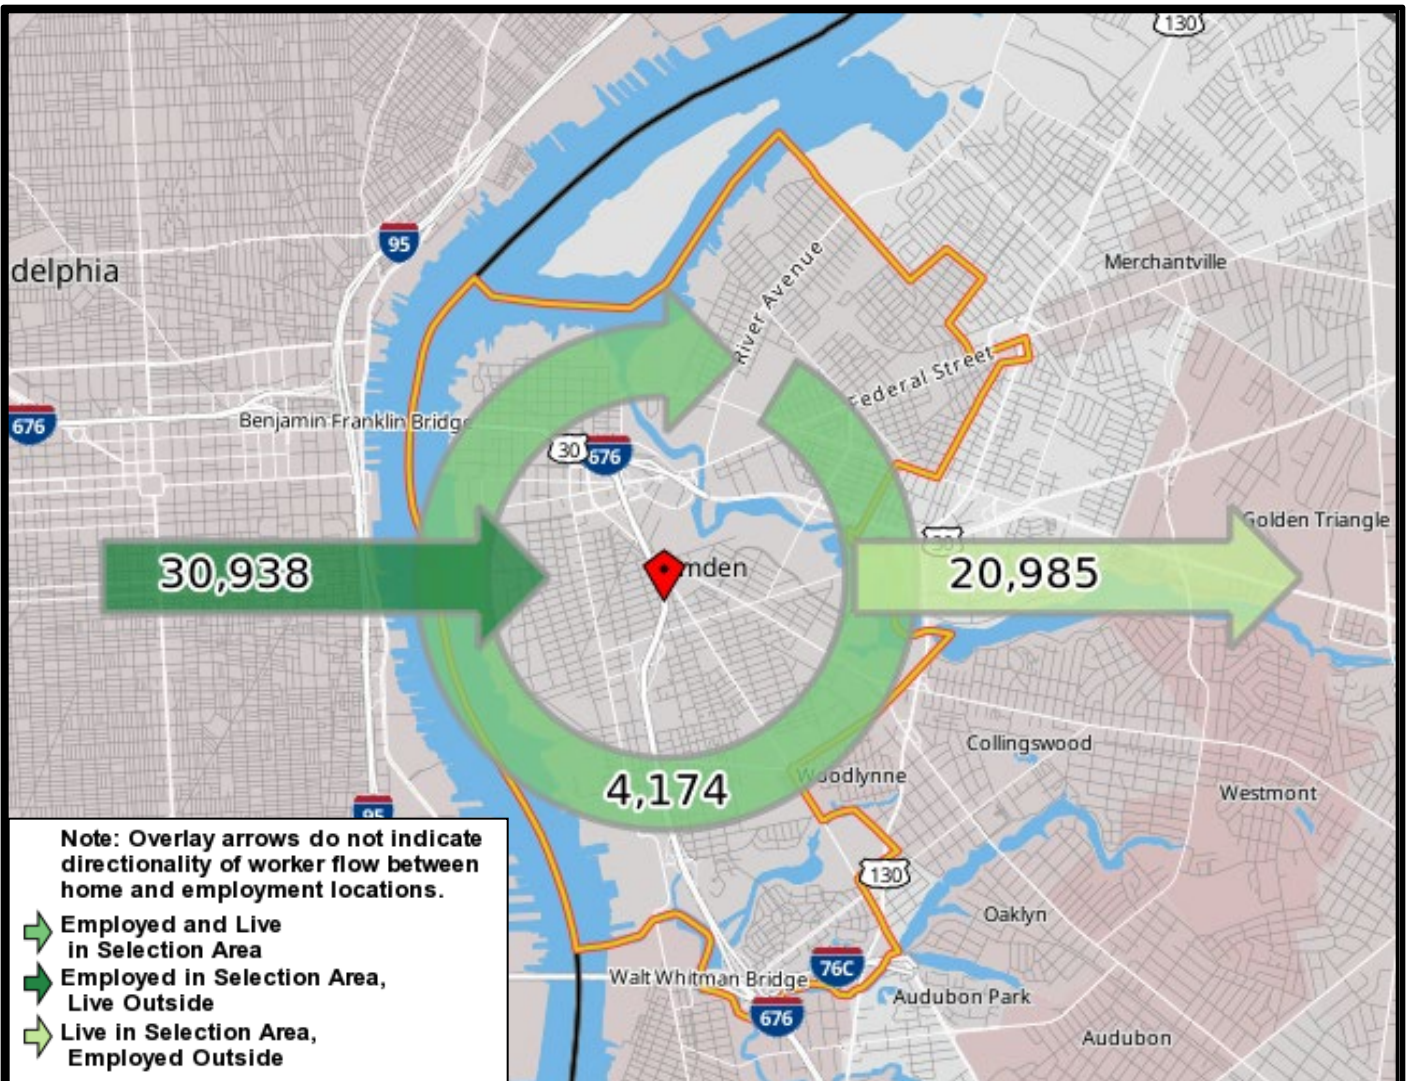 130
95
delphia
Merchantville
River Avenue
Federal Street
676
Benjamin Franklin Bridge
30
676
Golden Triangle
30,938
mden
20,985
Collingswood
Woodlynne
4,174
Westmont
95
130
Oaklyn
Walt Whitman Bridge
76C
Audubon Park
676
Audubon
Note: Overlay arrows do not indicate
directionality of worker flow between
home and employment locations.
Employed and Live
in Selection Area
Employed in Selection Area,
Live Outside
Live in Selection Area,
Employed Outside